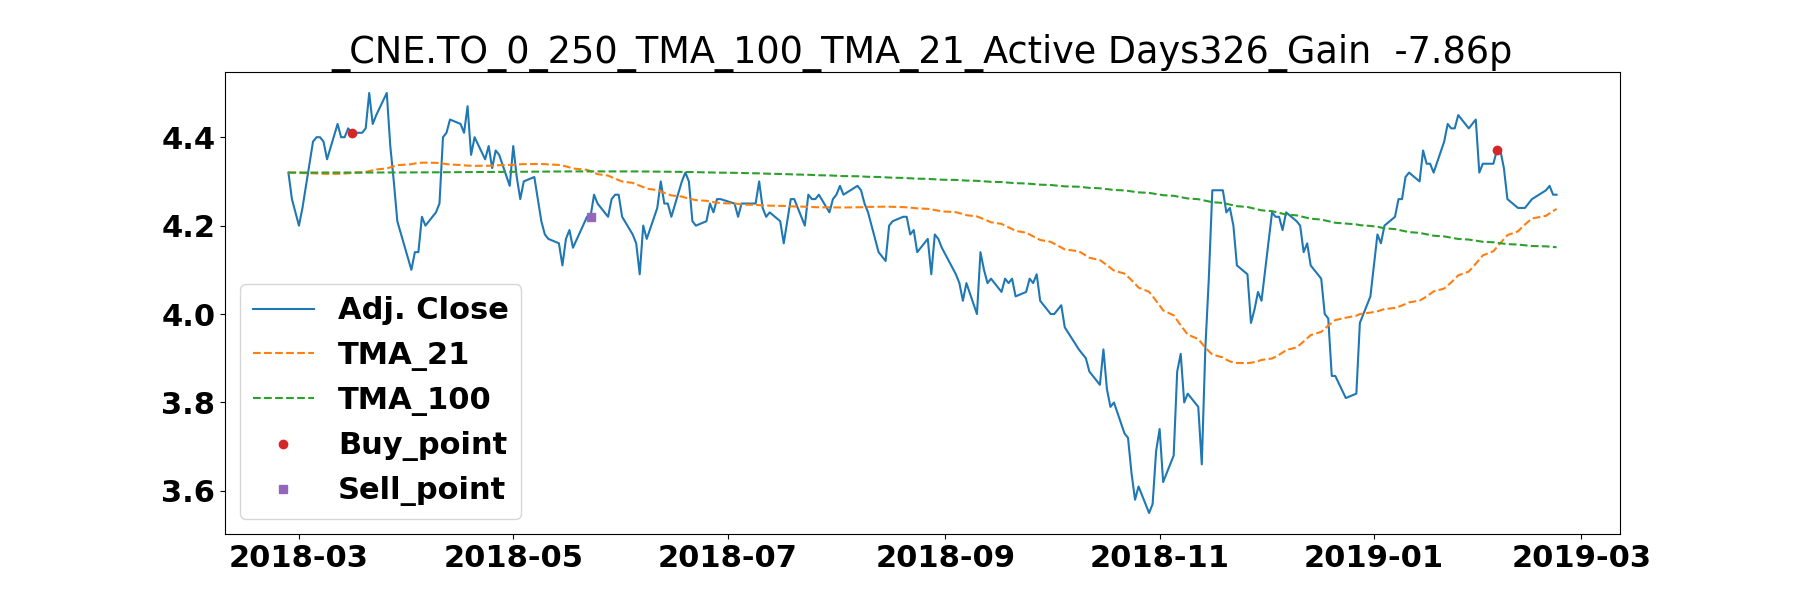 _CNE.TO_0_250_TMA_100_TMA_21_Active Days326_Gain  -7.86p
4.4
4.2
4.0
3.8
3.6
Adj. Close
TMA_21
TMA_100
Buy_point
Sell_point
2018-03 2018-05 2018-07 2018-09 2018-11 2019-01 2019-03